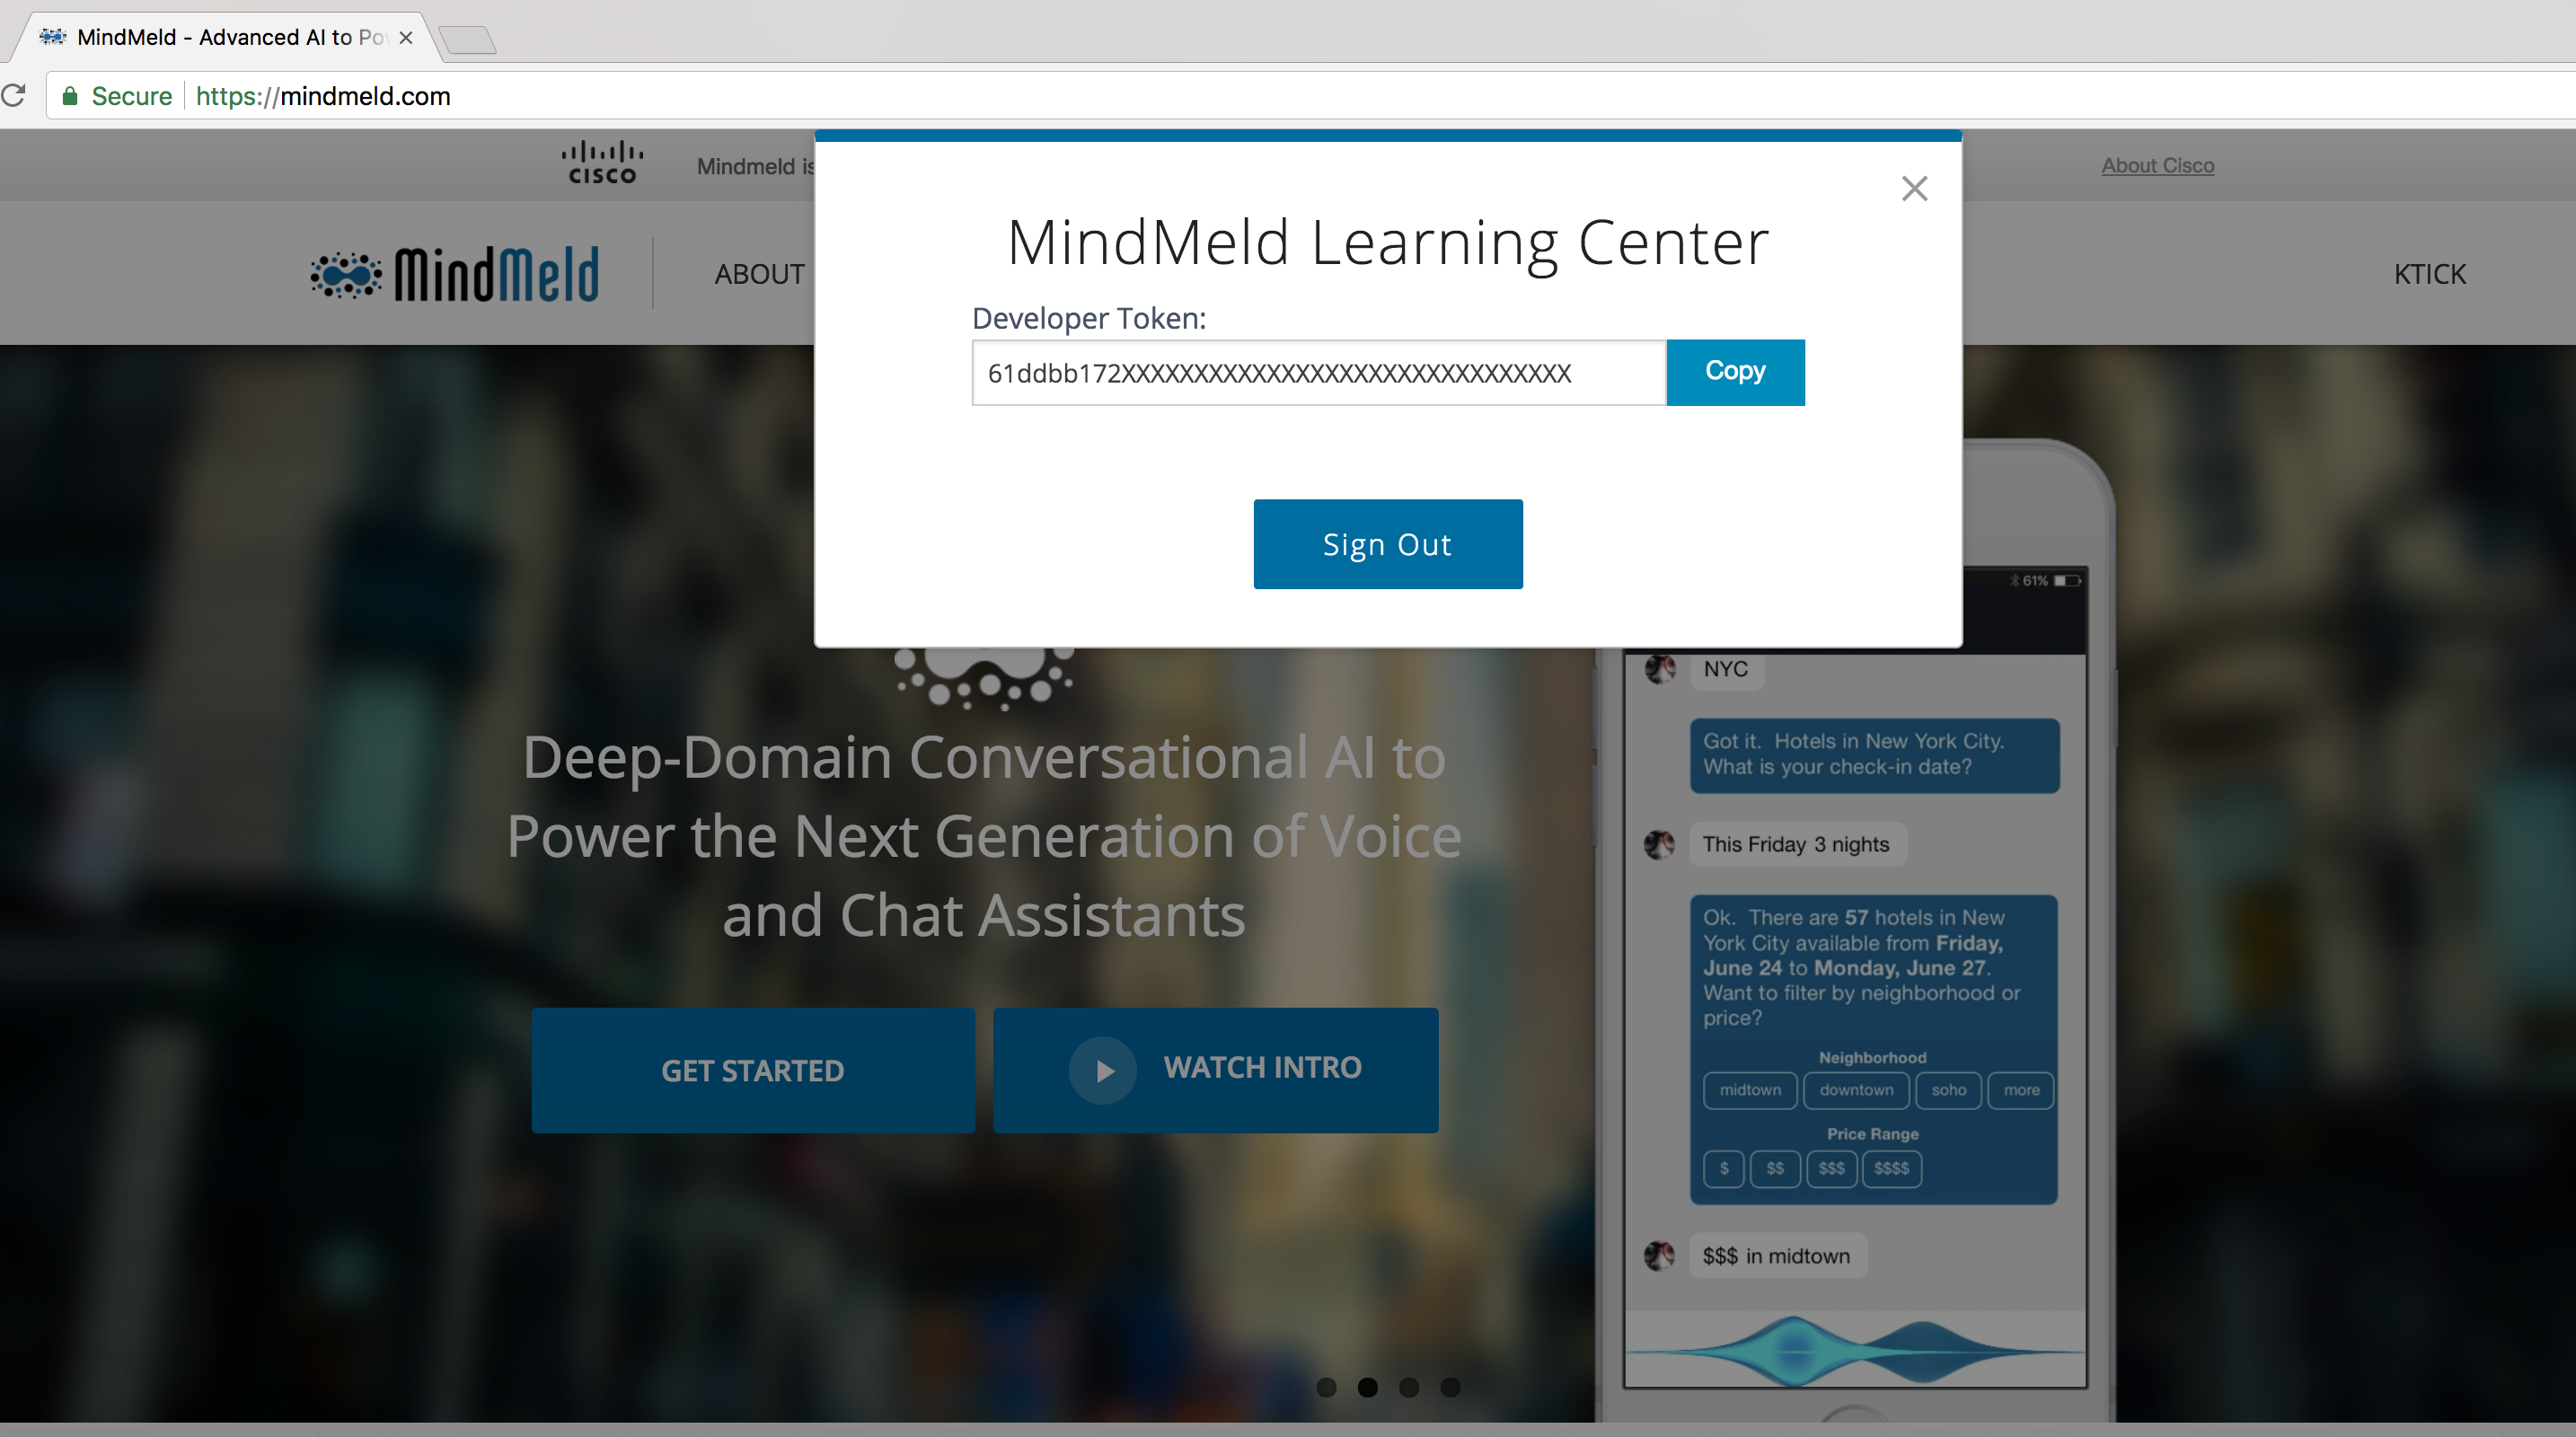 MindMeld - Advanced AI to Po
Secure https://mindmeld.com
CISCO
Mindmeld is
About Cisco
MindMeld
ABOUT
KTICK
MindMeld Learning Center
Developer Token:
61ddbb172XXXXXXXXXXXXXXXXXXXXXXXXXXXXXXX
Copy
Sign Out
Deep-Domain Conversational AI to
Power the Next Generation of Voice
and Chat Assistants
GET STARTED
WATCH INTRO
61%
NYC
Got it. Hotels in New York City.
What is your check-in date?
This Friday 3 nights
Ok. There are 57 hotels in New
York City available from Friday,
June 24 to Monday, June 27.
Want to filter by neighborhood or
price?
Neighborhood
midtown downtown soho more
Price Range
$ $$ $$$ $$$$
$$$ in midtown